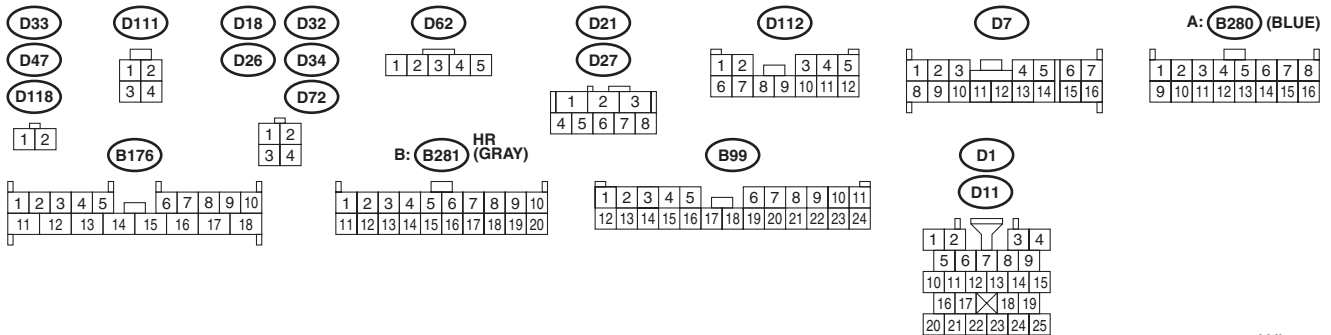 D33 D111 D18 D32 D62 D21 D112 D7 A: B280 (BLUE)
D47 D26 D34 D27
D118 D72
1 2
3 4
1 2 3 4 5
1 2 3
4 5 6 7 8
1 2 3 4 5
6 7 8 9 10 11 12
1 2 3 4 5 6 7
8 9 10 11 12 13 14 15 16
1 2 3 4 5 6 7 8
9 10 11 12 13 14 15 16
1 2
1 2
3 4
B176 B: B281 HR (GRAY) B99 D1
D11
1 2 3 4 5 6 7 8 9 10
11 12 13 14 15 16 17 18
1 2 3 4 5 6 7 8 9 10
11 12 13 14 15 16 17 18 19 20
1 2 3 4 5 6 7 8 9 10 11
12 13 14 15 16 17 18 19 20 21 22 23 24
1 2 3 4
5 6 7 8 9
10 11 12 13 14 15
16 17 18 19
20 21 22 23 24 25